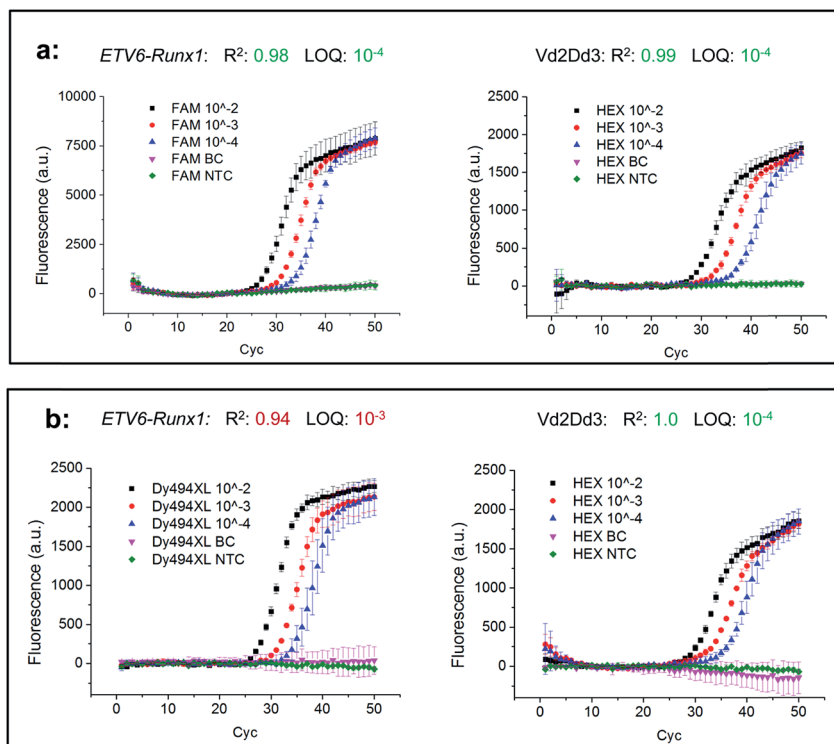 a:
ETV6-Runx1: R²: 0.98 LOQ: 10⁻⁴
Fluorescence (a.u.)
10000
7500
5000
2500
0
FAM 10^-2
FAM 10^-3
FAM 10^-4
FAM BC
FAM NTC
0 10 20 30 40 50
Cyc
Vd2Dd3: R²: 0.99 LOQ: 10⁻⁴
Fluorescence (a.u.)
2500
2000
1500
1000
500
0
-500
HEX 10^-2
HEX 10^-3
HEX 10^-4
HEX BC
HEX NTC
0 10 20 30 40 50
Cyc
b:
ETV6-Runx1: R²: 0.94 LOQ: 10⁻³
Fluorescence (a.u.)
2500
2000
1500
1000
500
0
Dy494XL 10^-2
Dy494XL 10^-3
Dy494XL 10^-4
Dy494XL BC
Dy494XL NTC
0 10 20 30 40 50
Cyc
Vd2Dd3: R²: 1.0 LOQ: 10⁻⁴
Fluorescence (a.u.)
2500
2000
1500
1000
500
0
HEX 10^-2
HEX 10^-3
HEX 10^-4
HEX BC
HEX NTC
0 10 20 30 40 50
Cyc